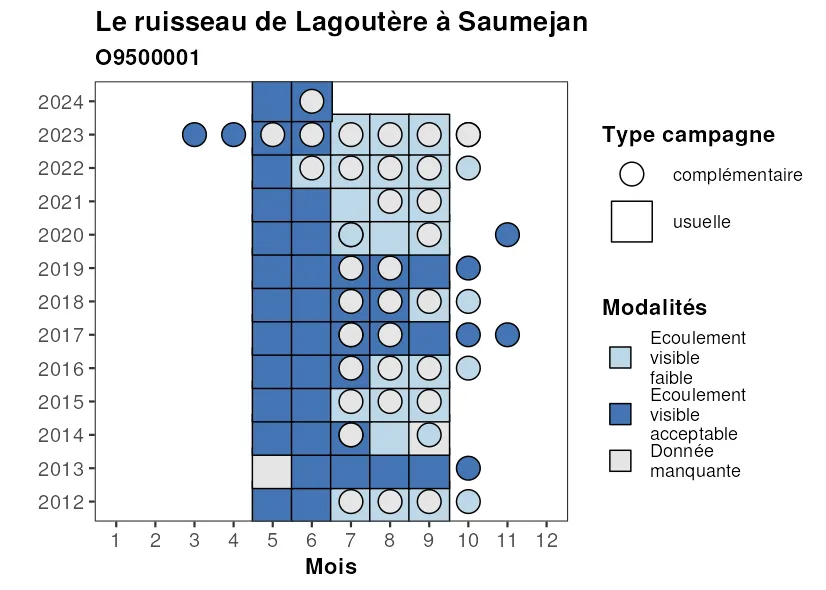 Le ruisseau de Lagoutère à Saumejan
O9500001
2024
2023
2022
2021
2020
2019
2018
2017
2016
2015
2014
2013
2012
1 2 3 4 5 6 7 8 9 10 11 12
Mois
Type campagne
complémentaire
usuelle
Modalités
Ecoulement
visible
faible
Ecoulement
visible
acceptable
Donnée
manquante